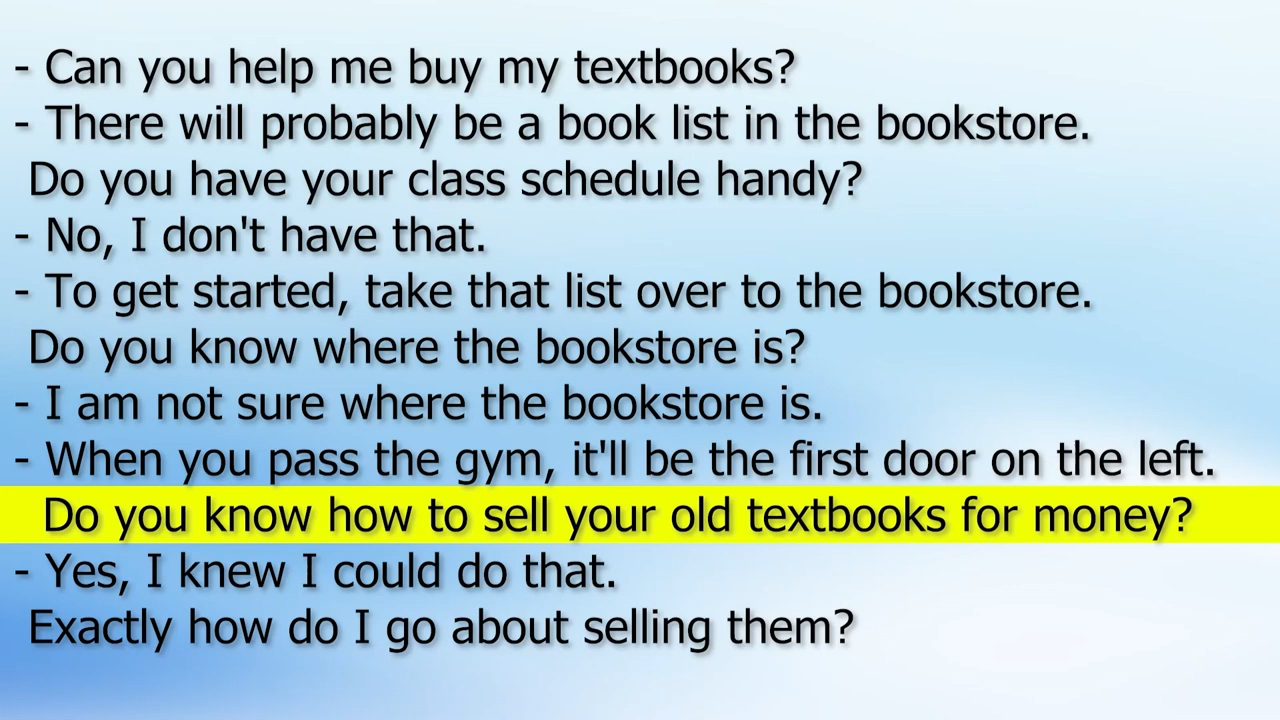 - Can you help me buy my textbooks?
- There will probably be a book list in the bookstore.
Do you have your class schedule handy?
- No, I don't have that.
- To get started, take that list over to the bookstore.
Do you know where the bookstore is?
- I am not sure where the bookstore is.
- When you pass the gym, it'll be the first door on the left.
Do you know how to sell your old textbooks for money?
- Yes, I knew I could do that.
Exactly how do I go about selling them?